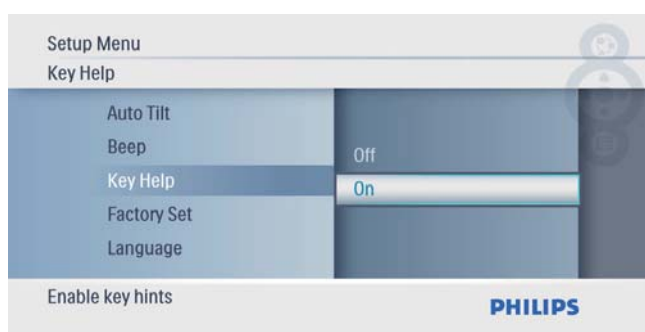 Setup Menu
Key Help
Auto Tilt
Beep
Key Help
Factory Set
Language
Off
On
Enable key hints
PHILIPS